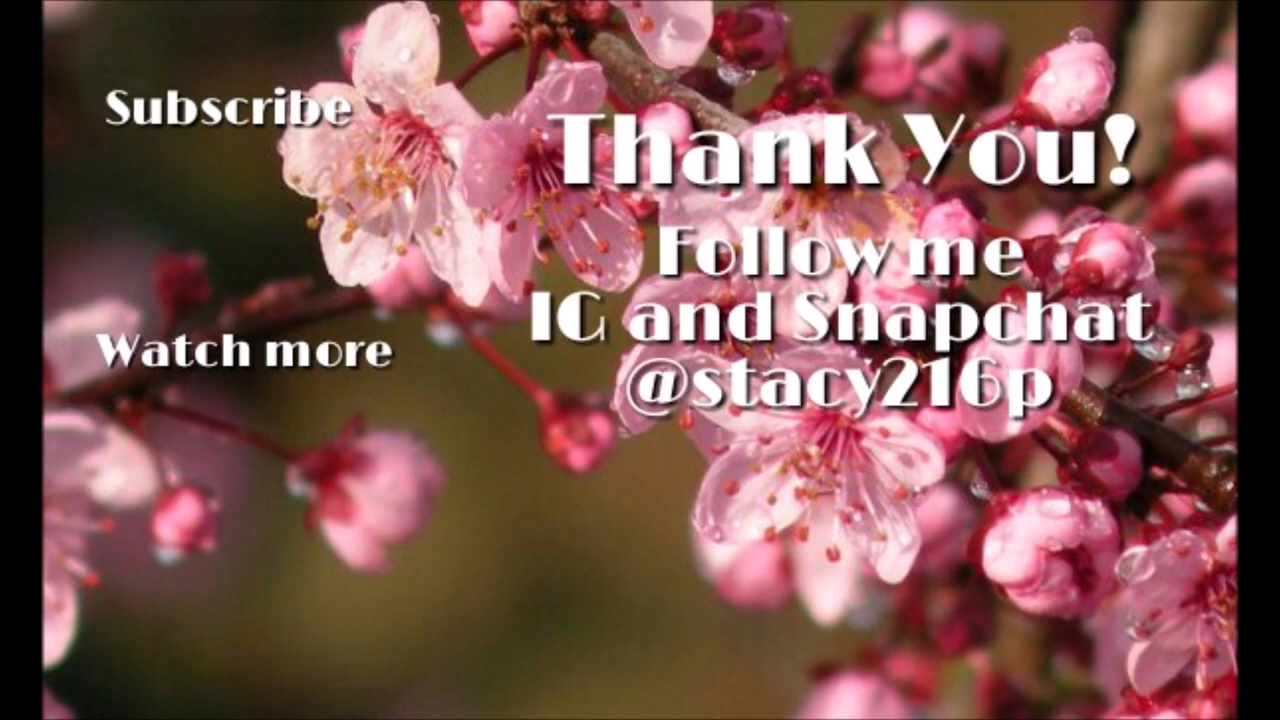 Subscribe
Thank You!
Follow me
IG and Snapchat
Watch more
@stacy216p